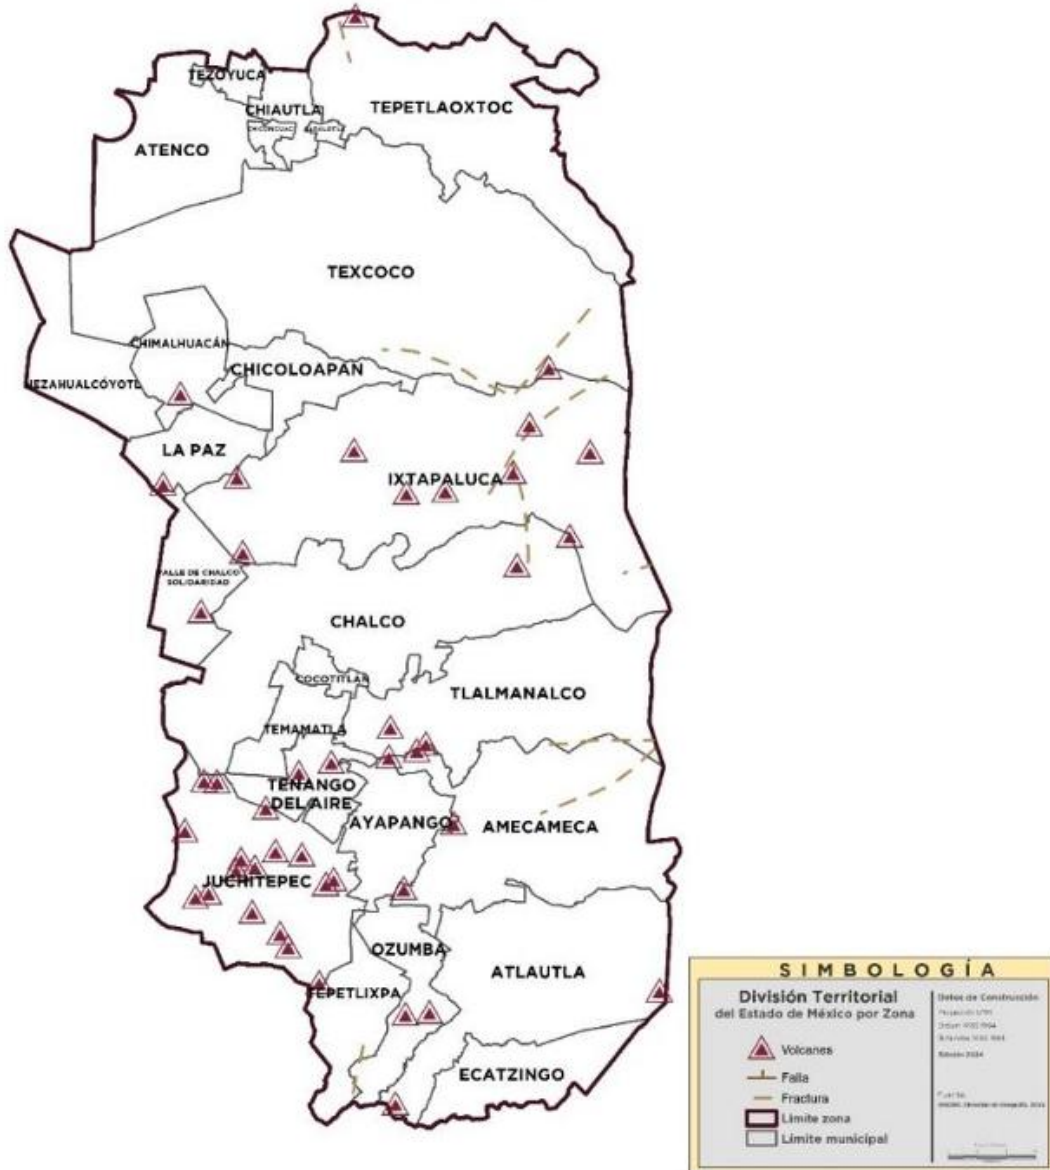 TEZOYUCA
CHIAUTLA
TEPETLAOXTOC
ATENCO
TEXCOCO
CHIMALHUACÁN
CHICOLOAPAN
NEZAHUALCÓYOTL
LA PAZ
IXTAPALUCA
VALLE DE CHALCO
SOLIDARIDAD
CHALCO
COCOTITLÁN
TLALMANALCO
TEMAMATLA
TENANGO
DEL AIRE
AYAPANGO
AMECAMECA
JUCHITEPEC
OZUMBA
ATLAUTLA
TEPETLIXPA
ECATZINGO
SIMBOLOGÍA
División Territorial
del Estado de México por Zona
Volcanes
Falla
Fractura
Límite zona
Límite municipal
Datos de Construcción
Edición 2024